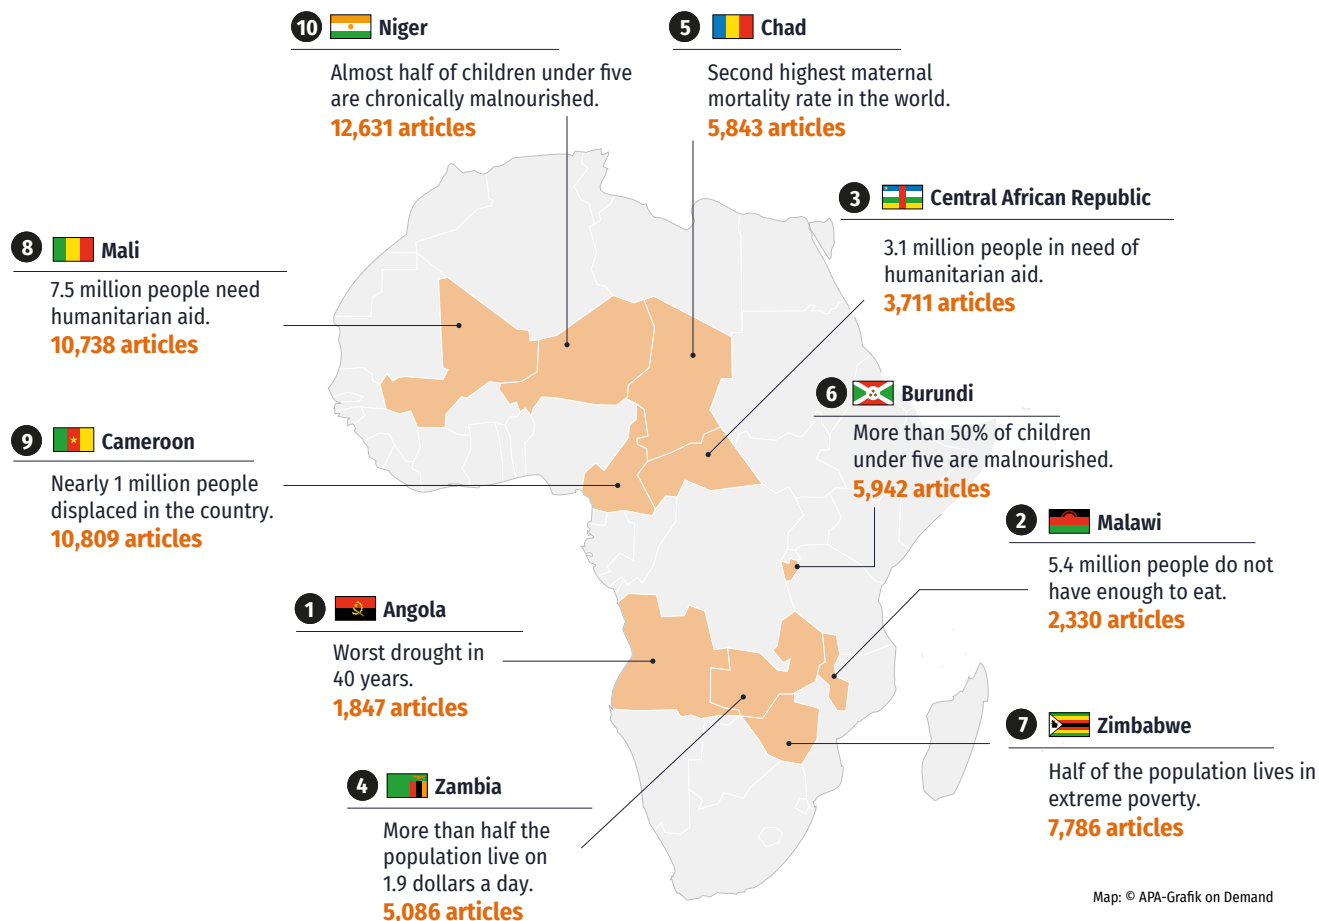 10 Niger
Almost half of children under five
are chronically malnourished.
12,631 articles
5 Chad
Second highest maternal
mortality rate in the world.
5,843 articles
3 Central African Republic
3.1 million people in need of
humanitarian aid.
3,711 articles
8 Mali
7.5 million people need
humanitarian aid.
10,738 articles
6 Burundi
More than 50% of children
under five are malnourished.
5,942 articles
9 Cameroon
Nearly 1 million people
displaced in the country.
10,809 articles
2 Malawi
5.4 million people do not
have enough to eat.
2,330 articles
1 Angola
Worst drought in
40 years.
1,847 articles
7 Zimbabwe
Half of the population lives in
extreme poverty.
7,786 articles
4 Zambia
More than half the
population live on
1.9 dollars a day.
5,086 articles
Map: © APA-Grafik on Demand